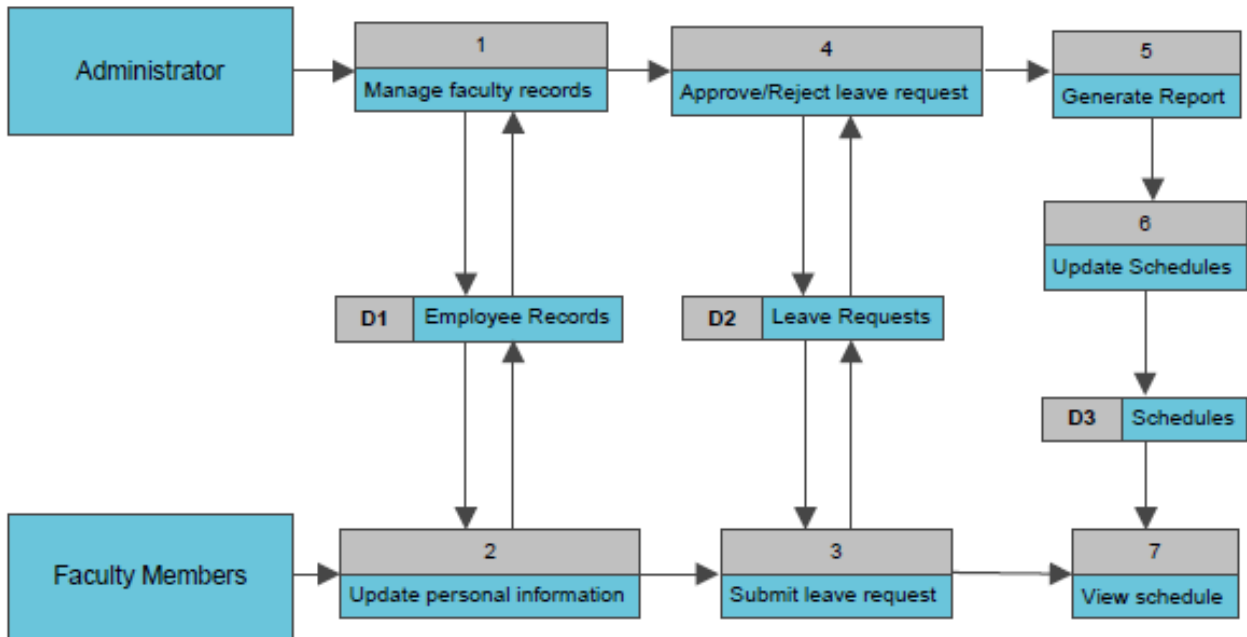 Administrator
1
Manage faculty records
4
Approve/Reject leave request
5
Generate Report
6
Update Schedules
D1
Employee Records
D2
Leave Requests
D3
Schedules
Faculty Members
2
Update personal information
3
Submit leave request
7
View schedule